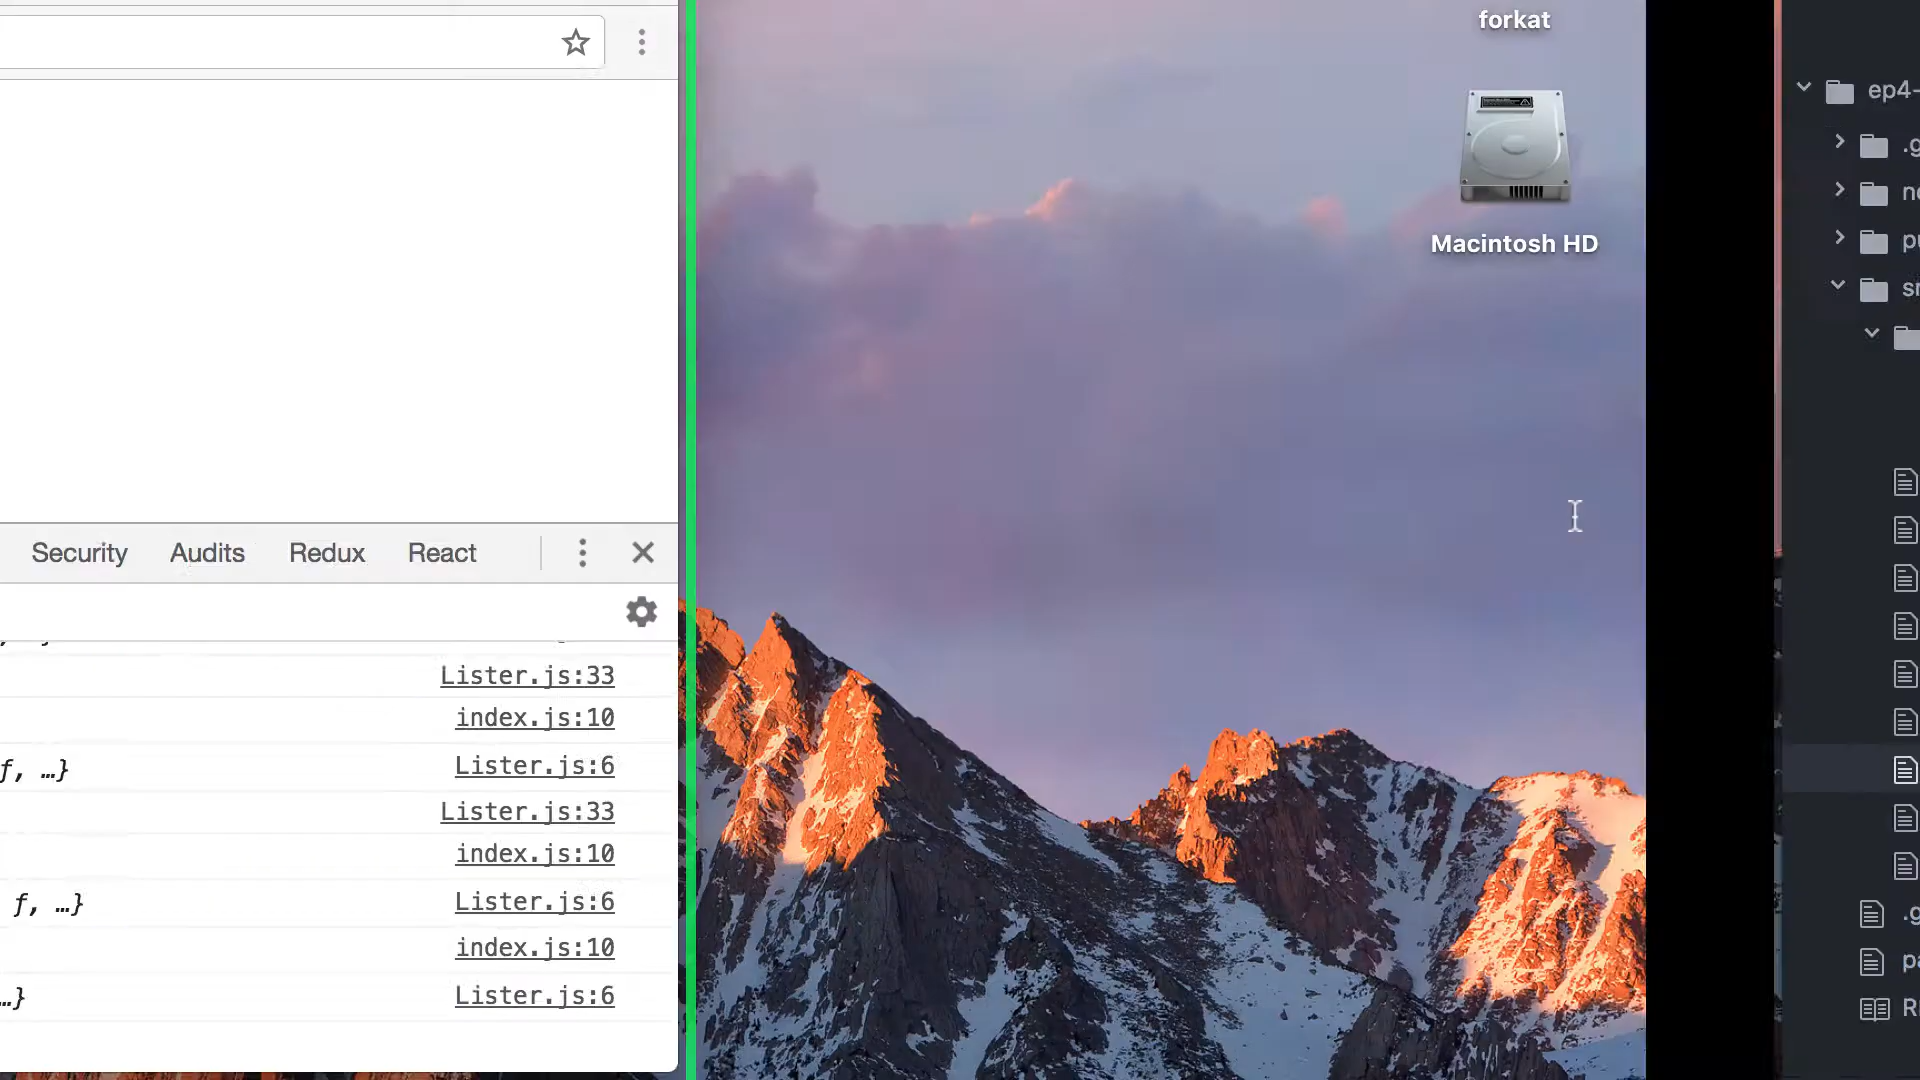 forkat
Macintosh HD
Security Audits Redux React
Lister.js:33
index.js:10
f, …} Lister.js:6
Lister.js:33
index.js:10
f, …} Lister.js:6
index.js:10
…} Lister.js:6
ep4-